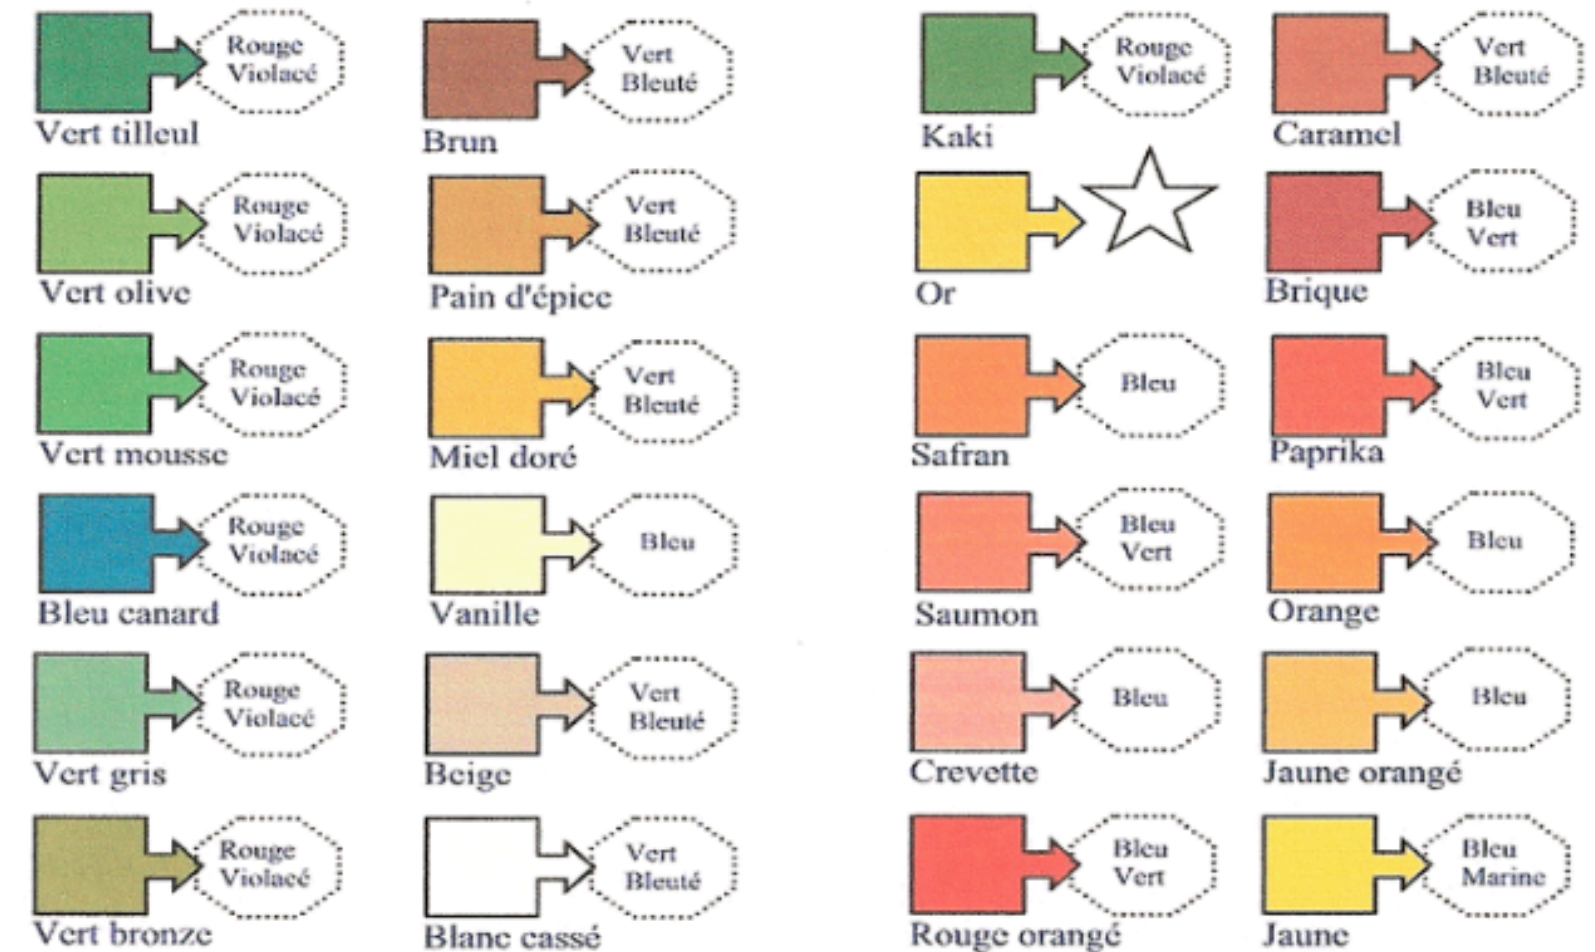 Rouge
Violacé
Vert tilleul
Vert
Bleuté
Brun
Rouge
Violacé
Kaki
Vert
Bleuté
Caramel
Rouge
Violacé
Vert olive
Vert
Bleuté
Pain d'épice
Or
Bleu
Vert
Brique
Rouge
Violacé
Vert mousse
Vert
Bleuté
Miel doré
Bleu
Safran
Bleu
Vert
Paprika
Rouge
Violacé
Bleu canard
Bleu
Vanille
Bleu
Vert
Saumon
Bleu
Orange
Rouge
Violacé
Vert gris
Vert
Bleuté
Beige
Bleu
Crevette
Bleu
Jaune orangé
Rouge
Violacé
Vert bronze
Vert
Bleuté
Blanc cassé
Bleu
Vert
Rouge orangé
Bleu
Marine
Jaune